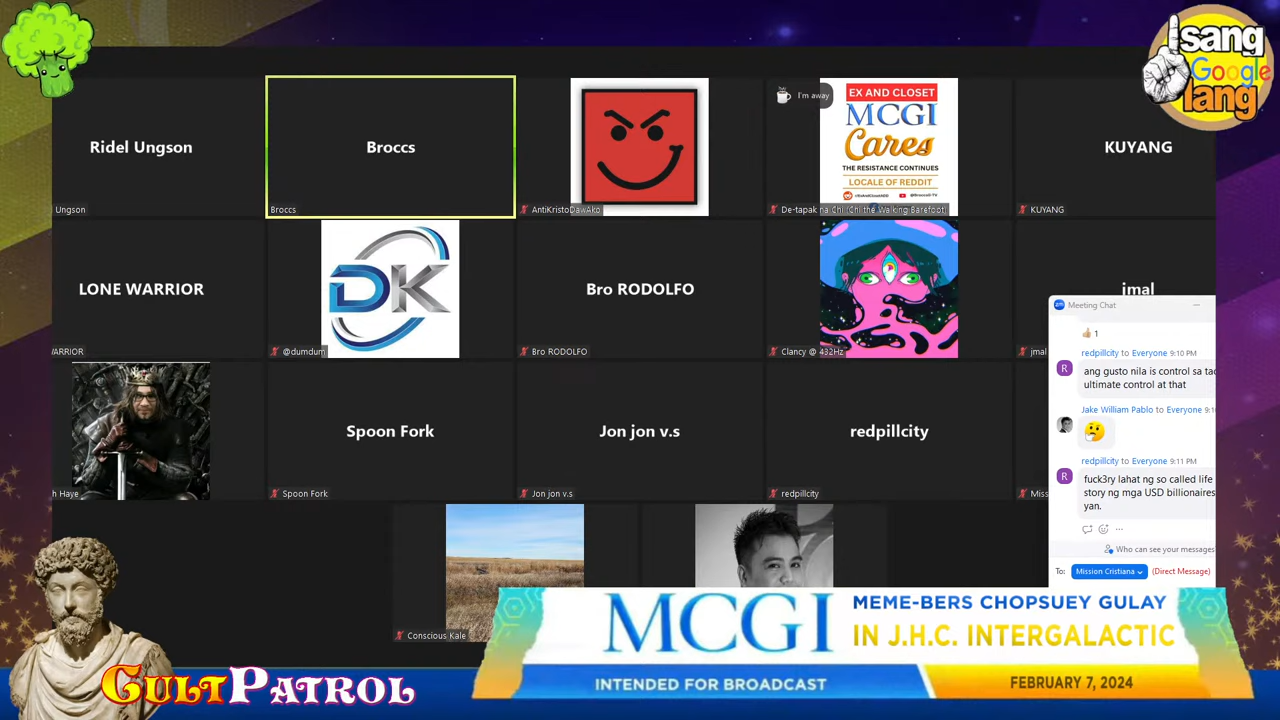 Isang
Google
lang
Ridel Ungson
Ungson
Broccs
Broccs
AntiKristoDawAko
I'm away
EX AND CLOSET
MCGI
Cares
THE RESISTANCE CONTINUES
LOCALE OF REDDIT
De-tapak na Chi (Chi the Walking Barefoot)
KUYANG
KUYANG
LONE WARRIOR
ARRIOR
DK
@dumdum
Bro RODOLFO
Bro RODOLFO
Clancy @ 432Hz
jmal
jmal
h Haye
Spoon Fork
Spoon Fork
Jon jon v.s
Jon jon v.s
redpillcity
redpillcity
Miss
Conscious Kale
Meeting Chat
1
redpillcity to Everyone 9:10 PM
R
ang gusto nila is control sa tao
ultimate control at that
Jake William Pablo to Everyone 9:1
redpillcity to Everyone 9:11 PM
R
fuck3ry lahat ng so called life
story ng mga USD billionaires
yan.
Who can see your messages
To: Mission Cristiana (Direct Message)
MCGI
MEME-BERS CHOPSUEY GULAY
IN J.H.C. INTERGALACTIC
INTENDED FOR BROADCAST
FEBRUARY 7, 2024
CULTPATROL